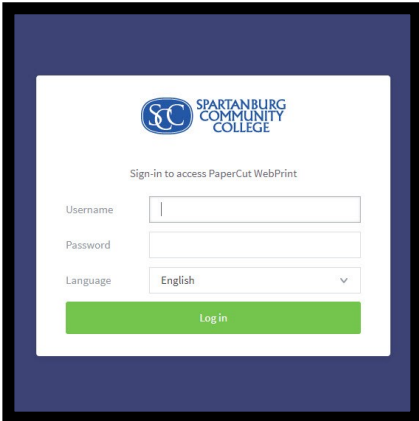 SCC
SPARTANBURG
COMMUNITY
COLLEGE
Sign-in to access PaperCut WebPrint
Username
Password
Language English
Log in